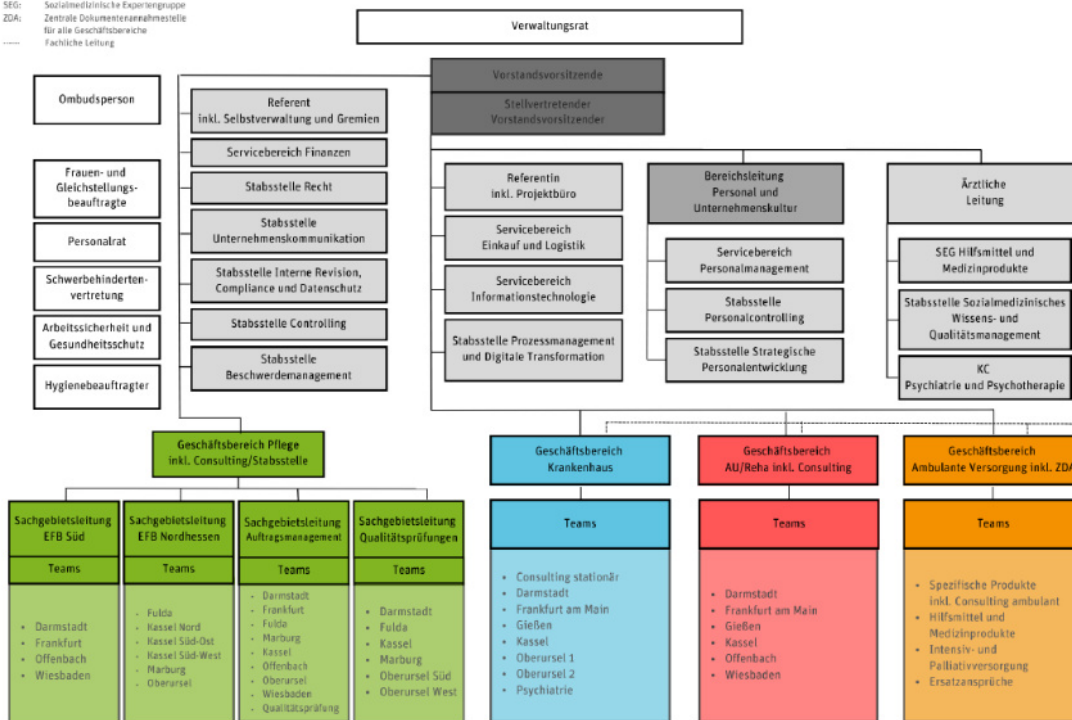 SEG: Sozialmedizinische Expertengruppe
ZDA: Zentrale Dokumentenannahmestelle
für alle Geschäftsbereiche
------ Fachliche Leitung
Verwaltungsrat
Vorstandsvorsitzende
Stellvertretender
Vorstandsvorsitzender
Ombudsperson
Frauen- und
Gleichstellungs-
beauftragte
Personalrat
Schwerbehinderten-
vertretung
Arbeitssicherheit und
Gesundheitsschutz
Hygienebeauftragter
Referent
inkl. Selbstverwaltung und Gremien
Servicebereich Finanzen
Stabsstelle Recht
Stabsstelle
Unternehmenskommunikation
Stabsstelle Interne Revision,
Compliance und Datenschutz
Stabsstelle Controlling
Stabsstelle
Beschwerdemanagement
Referentin
inkl. Projektbüro
Servicebereich
Einkauf und Logistik
Servicebereich
Informationstechnologie
Stabsstelle Prozessmanagement
und Digitale Transformation
Bereichsleitung
Personal und
Unternehmenskultur
Servicebereich
Personalmanagement
Stabsstelle
Personalcontrolling
Stabsstelle Strategische
Personalentwicklung
Ärztliche
Leitung
SEG Hilfsmittel und
Medizinprodukte
Stabsstelle Sozialmedizinisches
Wissens- und
Qualitätsmanagement
KC
Psychiatrie und Psychotherapie
Geschäftsbereich Pflege
inkl. Consulting/Stabsstelle
Sachgebietsleitung
EFB Süd
Teams
• Darmstadt
• Frankfurt
• Offenbach
• Wiesbaden
Sachgebietsleitung
EFB Nordhessen
Teams
• Fulda
• Kassel Nord
• Kassel Süd-Ost
• Kassel Süd-West
• Marburg
• Oberursel
Sachgebietsleitung
Auftragsmanagement
Teams
• Darmstadt
• Frankfurt
• Fulda
• Marburg
• Kassel
• Offenbach
• Oberursel
• Wiesbaden
• Qualitätsprüfung
Sachgebietsleitung
Qualitätsprüfungen
Teams
• Darmstadt
• Fulda
• Kassel
• Marburg
• Oberursel Süd
• Oberursel West
Geschäftsbereich
Krankenhaus
Teams
• Consulting stationär
• Darmstadt
• Frankfurt am Main
• Gießen
• Kassel
• Oberursel 1
• Oberursel 2
• Psychiatrie
Geschäftsbereich
AU/Reha inkl. Consulting
Teams
• Darmstadt
• Frankfurt am Main
• Gießen
• Kassel
• Offenbach
• Wiesbaden
Geschäftsbereich
Ambulante Versorgung inkl. ZDA
Teams
• Spezifische Produkte
inkl. Consulting ambulant
• Hilfsmittel und
Medizinprodukte
• Intensiv- und
Palliativversorgung
• Ersatzansprüche